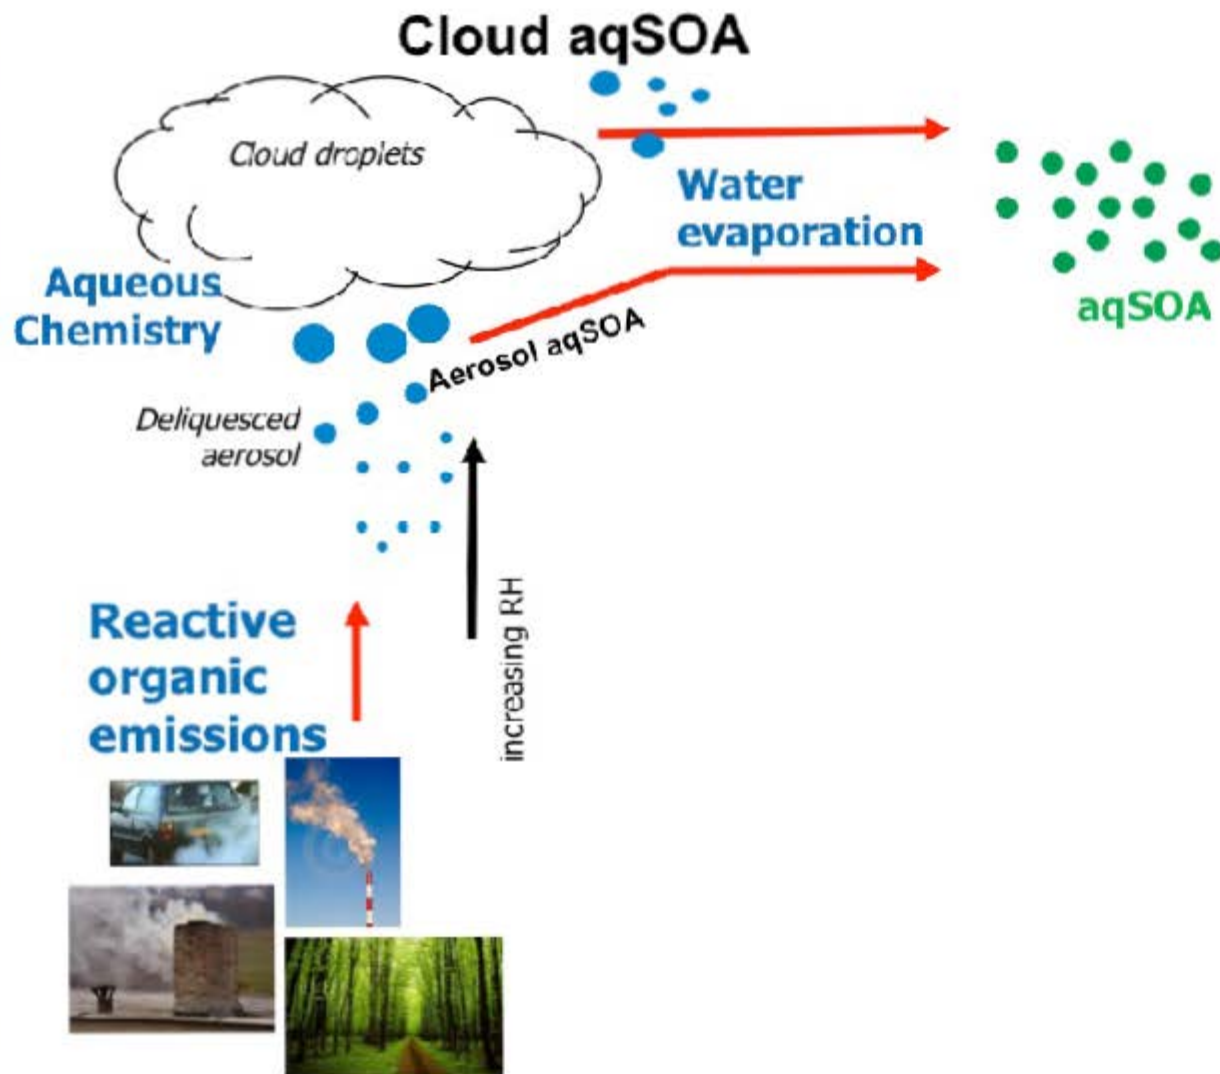 Cloud aqSOA
Cloud droplets
Water
evaporation
Aqueous
Chemistry
aqSOA
Aerosol aqSOA
Deliquesced
aerosol
increasing RH
Reactive
organic
emissions
©